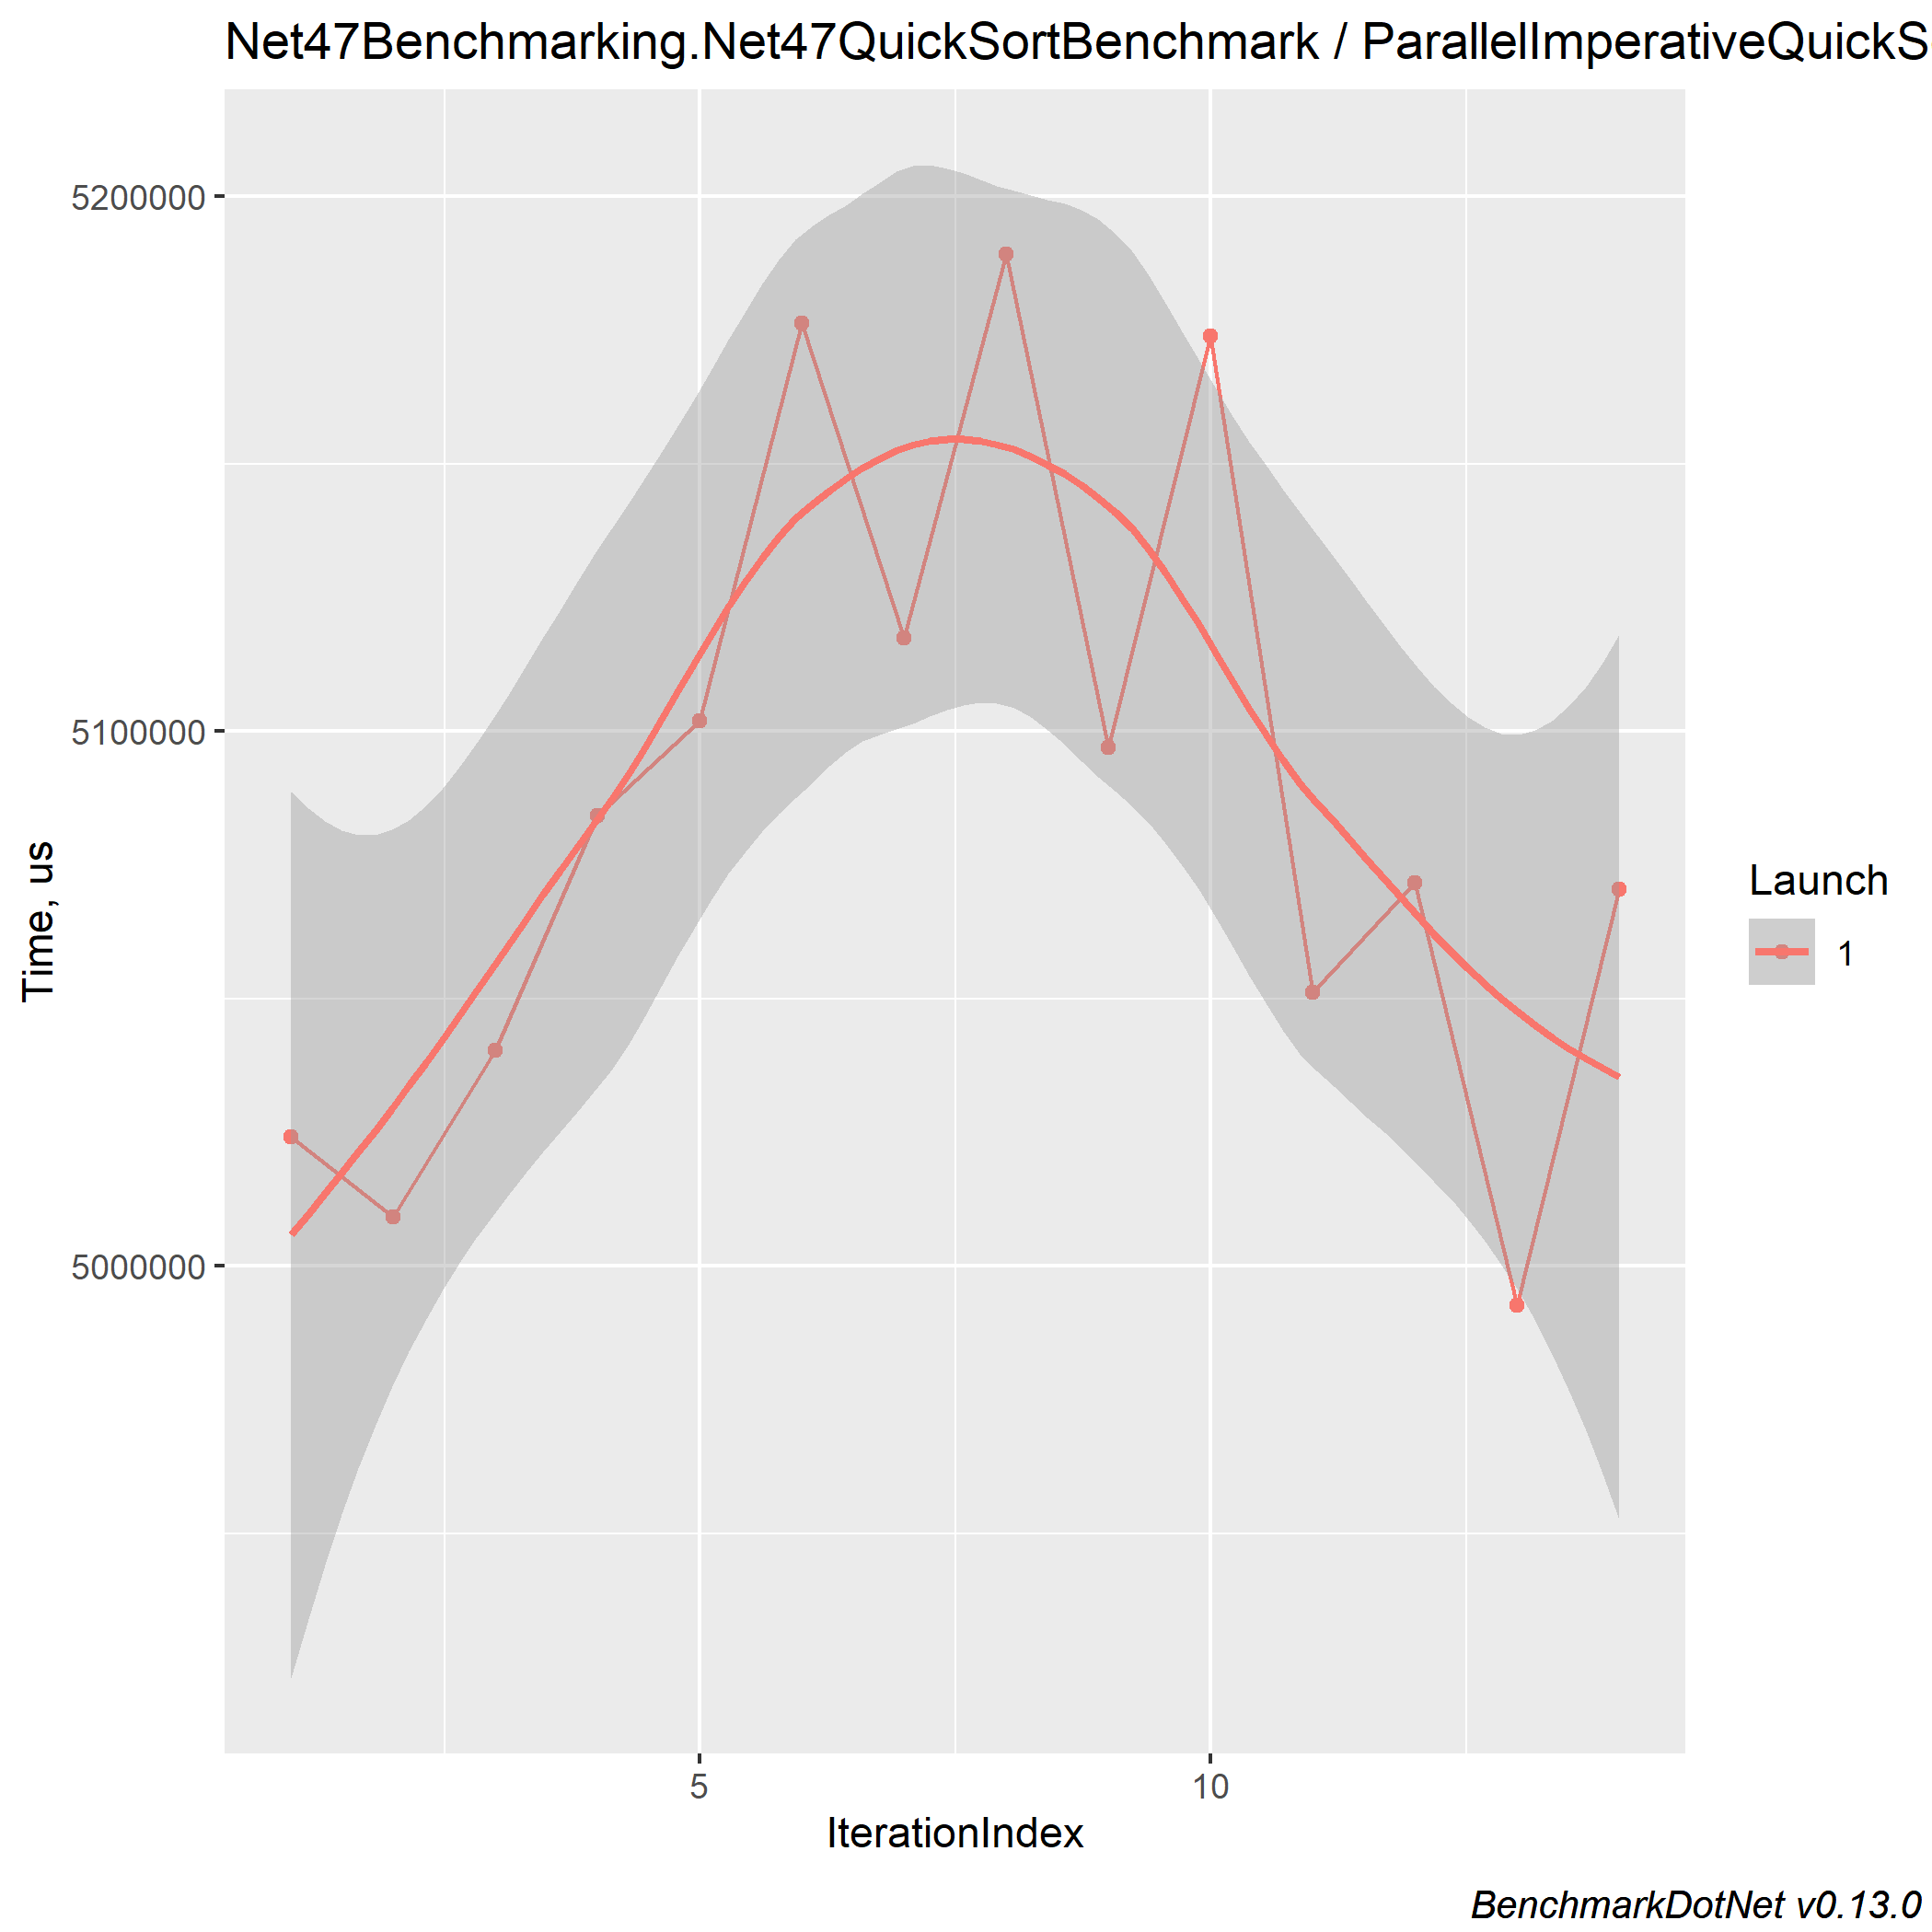 Net47Benchmarking.Net47QuickSortBenchmark / ParallelImperativeQuickS
5200000
5100000
5000000
Time, us
5
10
IterationIndex
Launch
1
BenchmarkDotNet v0.13.0